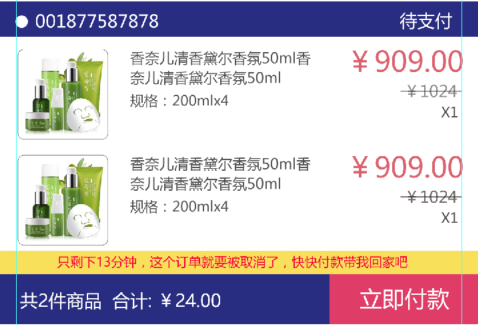 001877587878 待支付
香奈儿清香黛尔香氛50ml香
奈儿清香黛尔香氛50ml
规格：200mlx4
￥909.00
￥1024
X1
香奈儿清香黛尔香氛50ml香
奈儿清香黛尔香氛50ml
规格：200mlx4
￥909.00
￥1024
X1
只剩下13分钟，这个订单就要被取消了，快快付款带我回家吧
共2件商品 合计: ￥24.00 立即付款